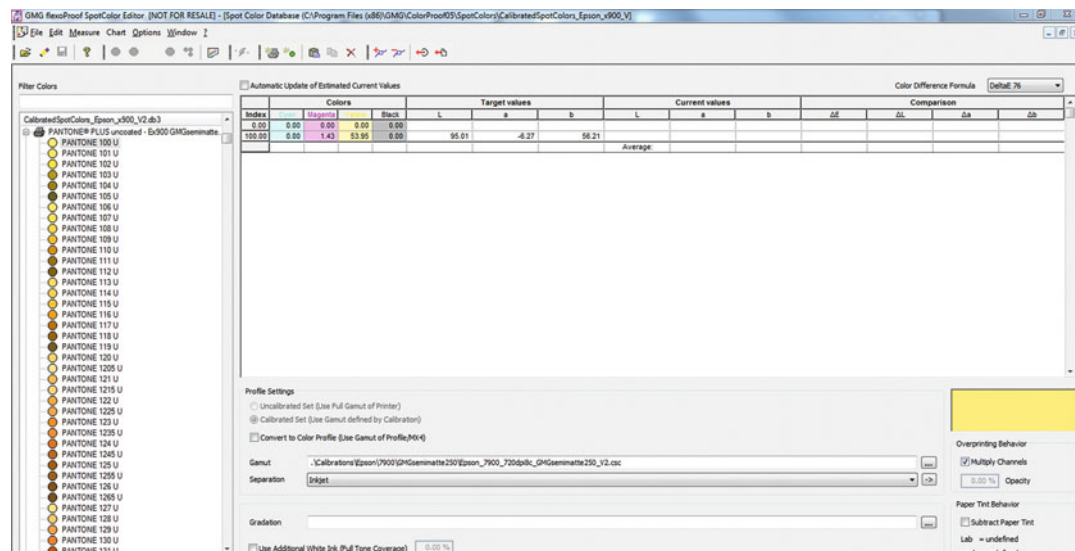 GMG flexoProof SpotColor Editor [NOT FOR RESALE] - [Spot Color Database (C:\Program Files (x86)\GMG\ColorProof05\SpotColors\CalibratedSpotColors_Epson_x900_V]
File Edit Measure Chart Options Window ?
Filter Colors
Automatic Update of Estimated Current Values
Color Difference Formula DeltaE 76
CalibratedSpotColors_Epson_x900_V2.db3
PANTONE® PLUS uncoated - Ex900 GMGsemimatte.
PANTONE 100 U
PANTONE 101 U
PANTONE 102 U
PANTONE 103 U
PANTONE 104 U
PANTONE 105 U
PANTONE 106 U
PANTONE 107 U
PANTONE 108 U
PANTONE 109 U
PANTONE 110 U
PANTONE 111 U
PANTONE 112 U
PANTONE 113 U
PANTONE 114 U
PANTONE 115 U
PANTONE 116 U
PANTONE 117 U
PANTONE 118 U
PANTONE 119 U
PANTONE 120 U
PANTONE 1205 U
PANTONE 121 U
PANTONE 1215 U
PANTONE 122 U
PANTONE 1225 U
PANTONE 123 U
PANTONE 1235 U
PANTONE 124 U
PANTONE 1245 U
PANTONE 125 U
PANTONE 1255 U
PANTONE 126 U
PANTONE 1265 U
PANTONE 127 U
PANTONE 128 U
PANTONE 129 U
PANTONE 130 U
PANTONE 131 U
Colors Target values Current values Comparison
Index Cyan Magenta Yellow Black L a b L a b ΔE ΔL Δa Δb
0.00 0.00 0.00 0.00 0.00
100.00 0.00 1.43 53.95 0.00 95.01 -6.27 56.21
Average:
Profile Settings
Uncalibrated Set (Use Full Gamut of Printer)
Calibrated Set (Use Gamut defined by Calibration)
Convert to Color Profile (Use Gamut of Profile/MX4)
Gamut .\Calibrations\Epson\7900\GMGsemimatte250\Epson_7900_720dpi8c_GMGsemimatte250_V2.csc ...
Separation Inkjet ->
Gradation ...
Use Additional White Ink (Full Tone Coverage) 0.00 %
Overprinting Behavior
Multiply Channels
0.00 % Opacity
Paper Tint Behavior
Subtract Paper Tint
Lab = undefined